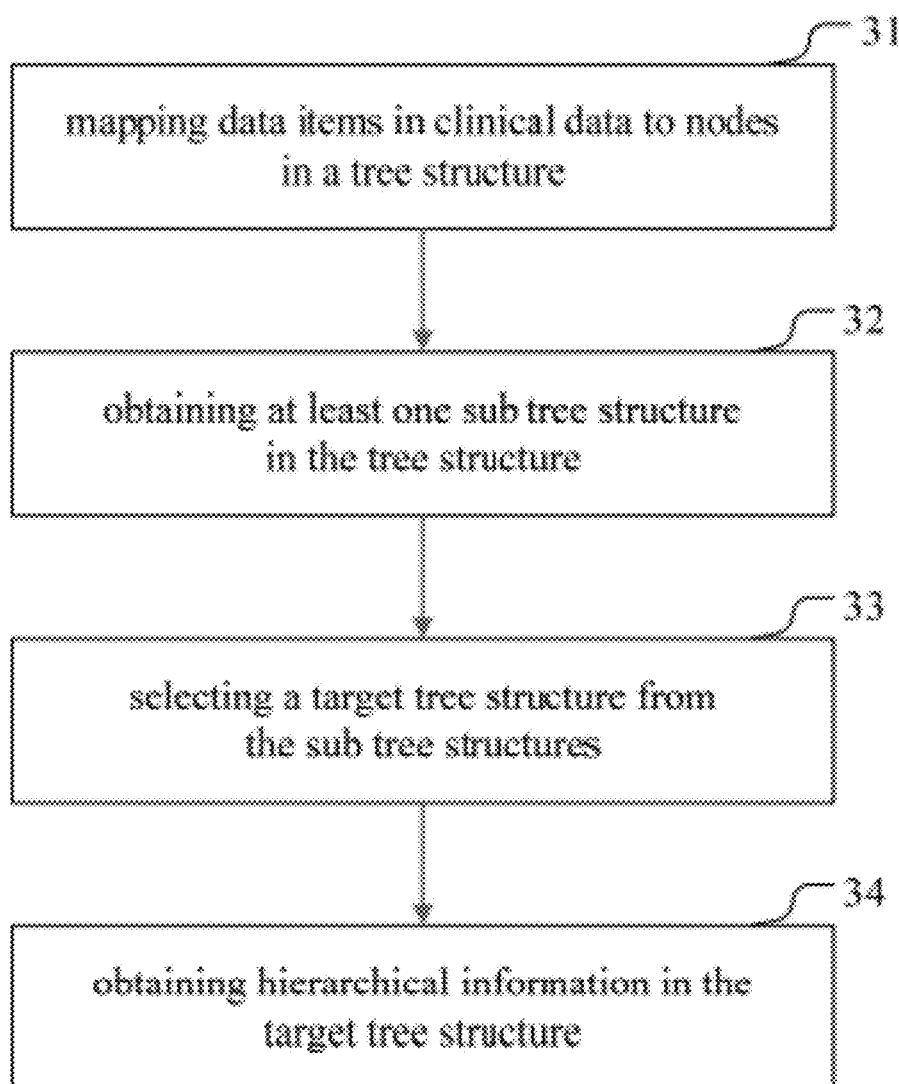 31
mapping data items in clinical data to nodes
in a tree structure
32
obtaining at least one sub tree structure
in the tree structure
33
selecting a target tree structure from
the sub tree structures
34
obtaining hierarchical information in the
target tree structure